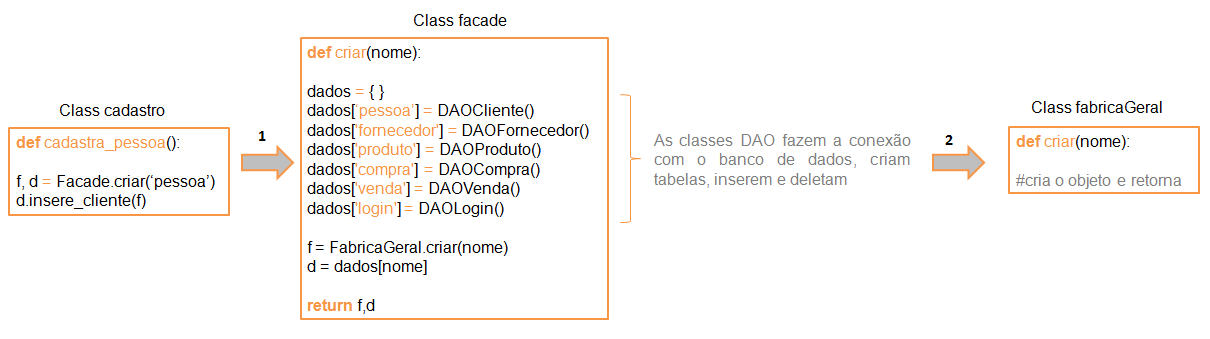 Class facade
def criar(nome):
dados = { }
dados['pessoa'] = DAOCliente()
dados['fornecedor'] = DAOFornecedor()
dados['produto'] = DAOProduto()
dados['compra'] = DAOCompra()
dados['venda'] = DAOVenda()
dados['login'] = DAOLogin()
f = FabricaGeral.criar(nome)
d = dados[nome]
return f,d
Class cadastro
def cadastra_pessoa():
f, d = Facade.criar(‘pessoa’)
d.insere_cliente(f)
1
As classes DAO fazem a conexão
com o banco de dados, criam
tabelas, inserem e deletam
2
Class fabricaGeral
def criar(nome):
#cria o objeto e retorna